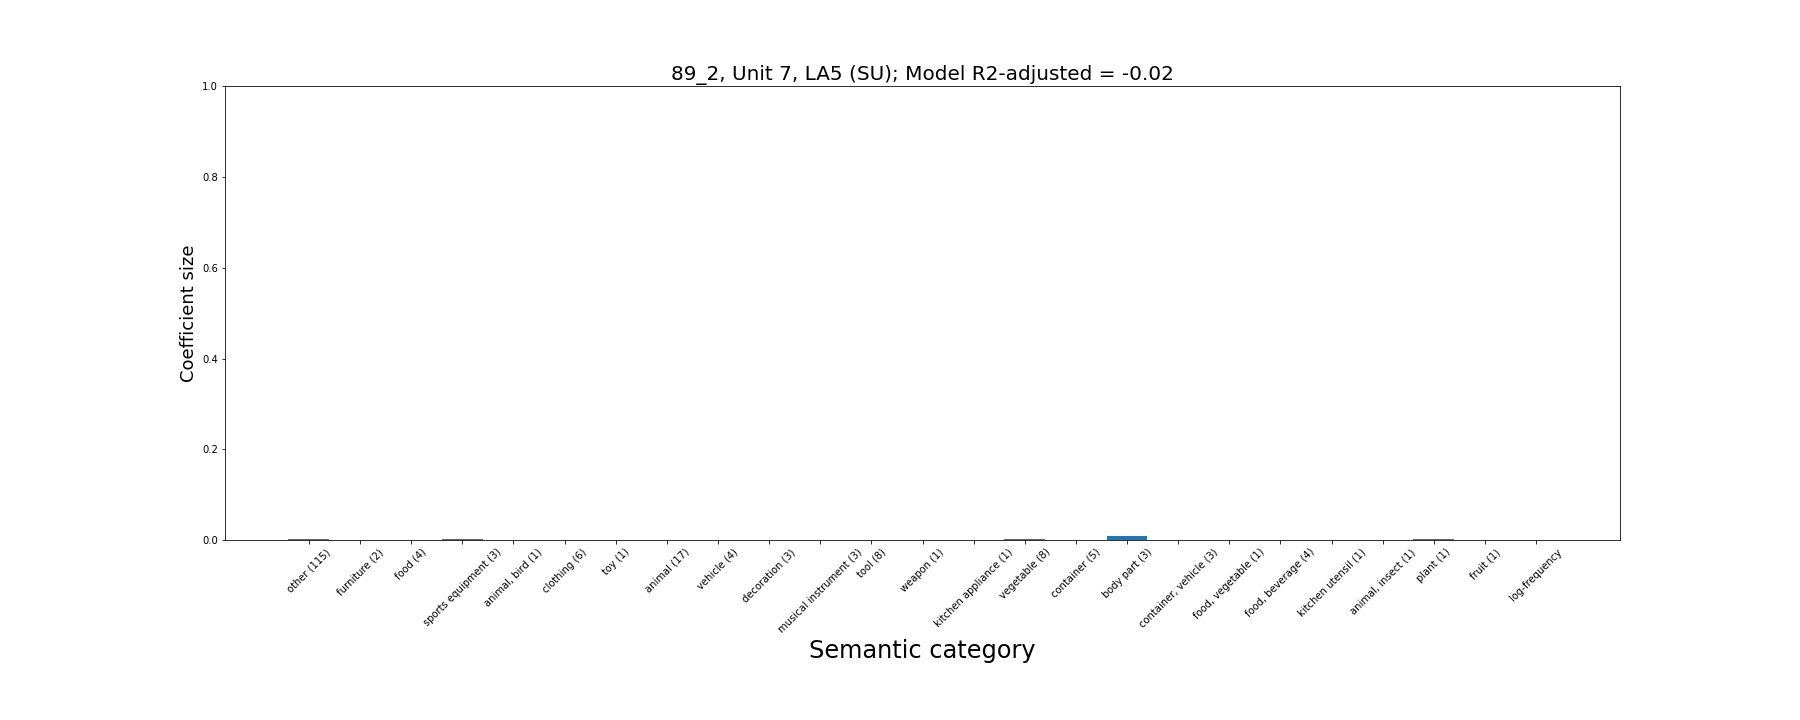 89_2, Unit 7, LA5 (SU); Model R2-adjusted = -0.02
Coefficient size
1.0
0.8
0.6
0.4
0.2
0.0
other (115)
furniture (2)
food (4)
sports equipment (3)
animal, bird (1)
clothing (6)
toy (1)
animal (17)
vehicle (4)
decoration (3)
musical instrument (3)
tool (8)
weapon (1)
kitchen appliance (1)
vegetable (8)
container (5)
body part (3)
container, vehicle (3)
food, vegetable (1)
food, beverage (4)
kitchen utensil (1)
animal, insect (1)
plant (1)
fruit (1)
log-frequency
Semantic category